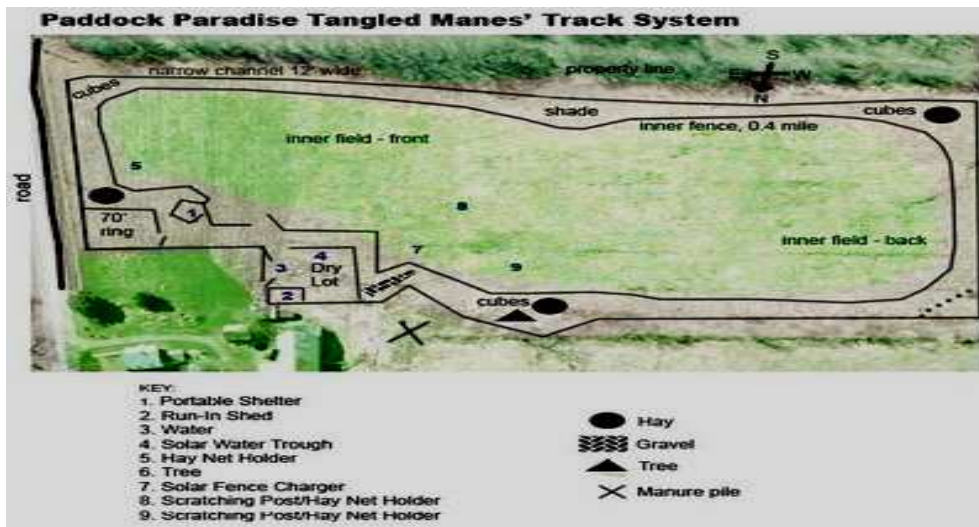 Paddock Paradise Tangled Manes' Track System
S
E W
N
narrow channel 12' wide
property line
cubes
shade
cubes
inner fence, 0.4 mile
inner field - front
5
road
8
1
70'
ring
inner field - back
7
4
3
9
Dry
Lot
2
cubes
KEY:
1. Portable Shelter
2. Run-In Shed
3. Water
4. Solar Water Trough
5. Hay Net Holder
6. Tree
7. Solar Fence Charger
8. Scratching Post/Hay Net Holder
9. Scratching Post/Hay Net Holder
Hay
Gravel
Tree
Manure pile